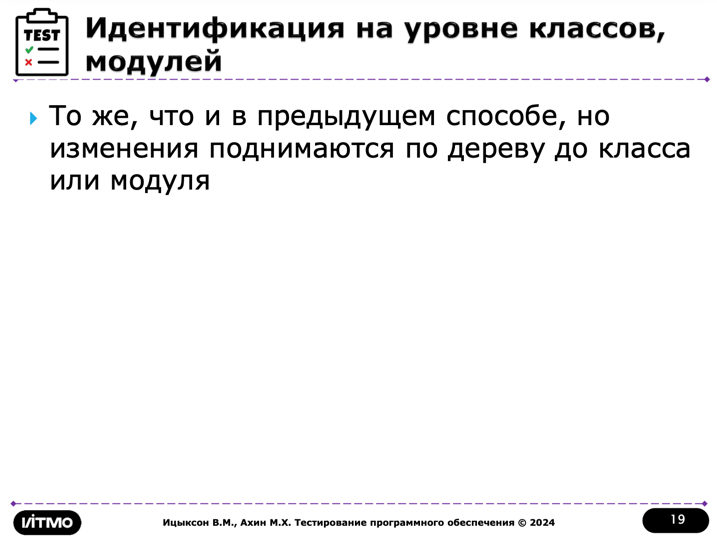 TEST
Идентификация на уровне классов,
модулей
То же, что и в предыдущем способе, но
изменения поднимаются по дереву до класса
или модуля
ИТМО
Ицыксон В.М., Ахин М.Х. Тестирование программного обеспечения © 2024
19